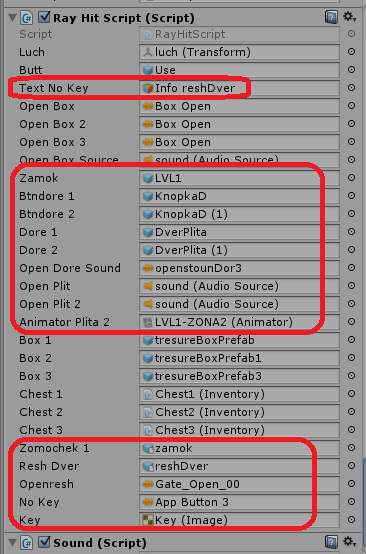 Ray Hit Script (Script)
Script RayHitScript
Luch luch (Transform)
Butt Use
Text No Key Info reshDver
Open Box Box Open
Open Box 2 Box Open
Open Box 3 Box Open
Open Box Source sound (Audio Source)
Zamok LVL1
Btndore 1 KnopkaD
Btndore 2 KnopkaD (1)
Dore 1 DverPlita
Dore 2 DverPlita (1)
Open Dore Sound openstounDor3
Open Plit sound (Audio Source)
Open Plit 2 sound (Audio Source)
Animator Plita 2 LVL1-ZONA2 (Animator)
Box 1 tresureBoxPrefab
Box 2 tresureBoxPrefab1
Box 3 tresureBoxPrefab3
Chest 1 Chest1 (Inventory)
Chest 2 Chest2 (Inventory)
Chest 3 Chest3 (Inventory)
Zomochek 1 zamok
Resh Dver reshDver
Openresh Gate_Open_00
No Key App Button 3
Key Key (Image)
Sound (Script)